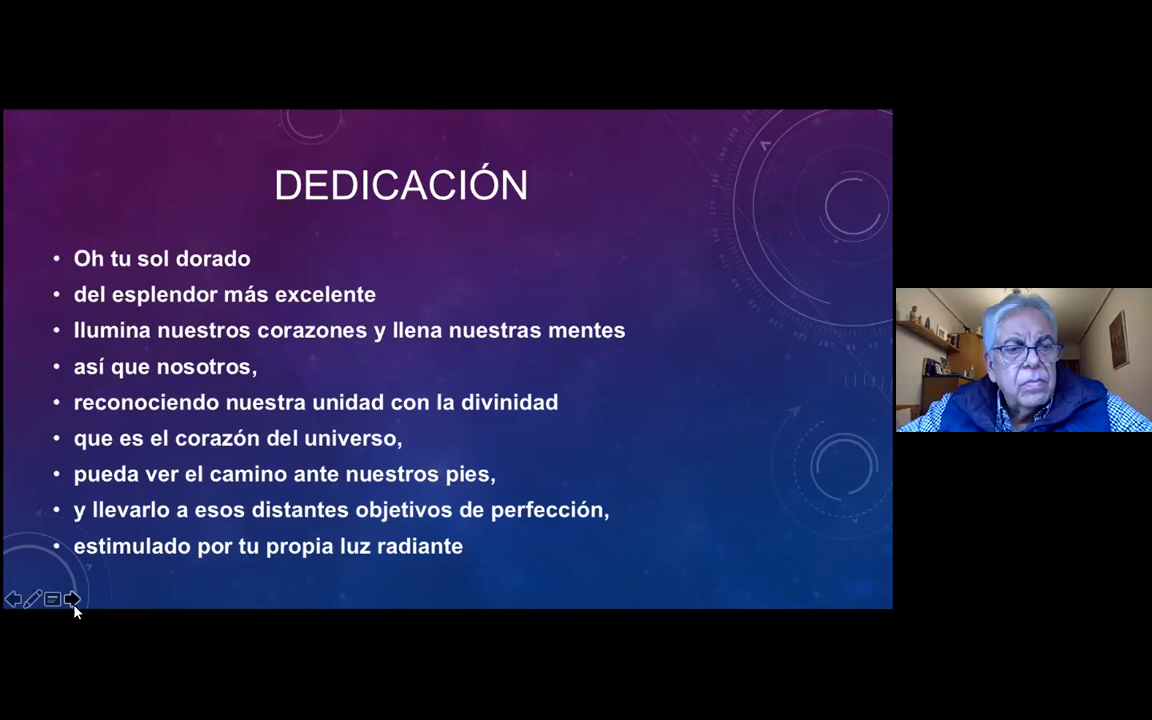 DEDICACIÓN
• Oh tu sol dorado
• del esplendor más excelente
• Ilumina nuestros corazones y llena nuestras mentes
• así que nosotros,
• reconociendo nuestra unidad con la divinidad
• que es el corazón del universo,
• pueda ver el camino ante nuestros pies,
• y llevarlo a esos distantes objetivos de perfección,
• estimulado por tu propia luz radiante